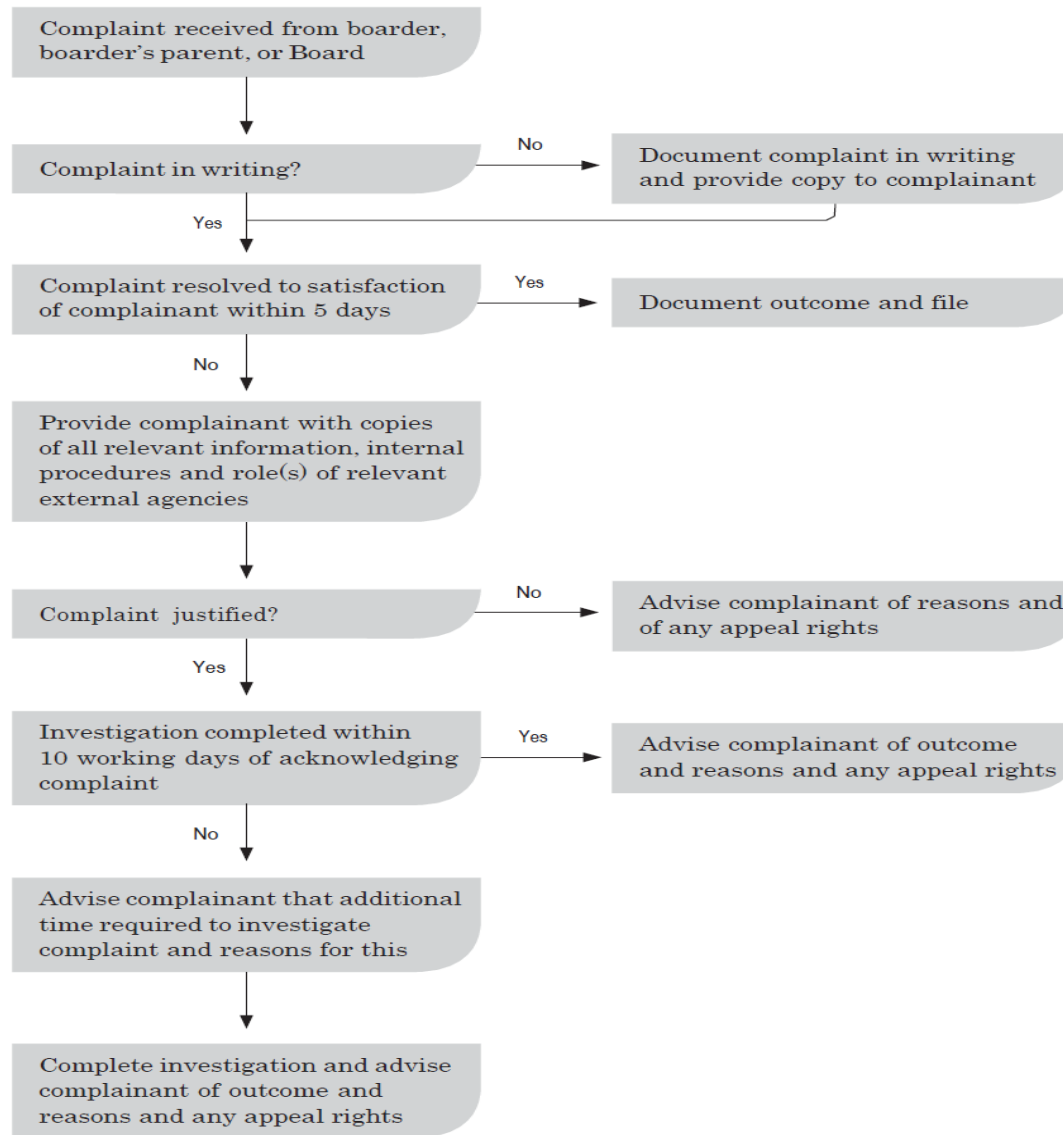 Complaint received from boarder,
boarder's parent, or Board
Complaint in writing?
No
Document complaint in writing
and provide copy to complainant
Yes
Complaint resolved to satisfaction
of complainant within 5 days
Yes
Document outcome and file
No
Provide complainant with copies
of all relevant information, internal
procedures and role(s) of relevant
external agencies
Complaint justified?
No
Advise complainant of reasons and
of any appeal rights
Yes
Investigation completed within
10 working days of acknowledging
complaint
Yes
Advise complainant of outcome
and reasons and any appeal rights
No
Advise complainant that additional
time required to investigate
complaint and reasons for this
Complete investigation and advise
complainant of outcome and
reasons and any appeal rights